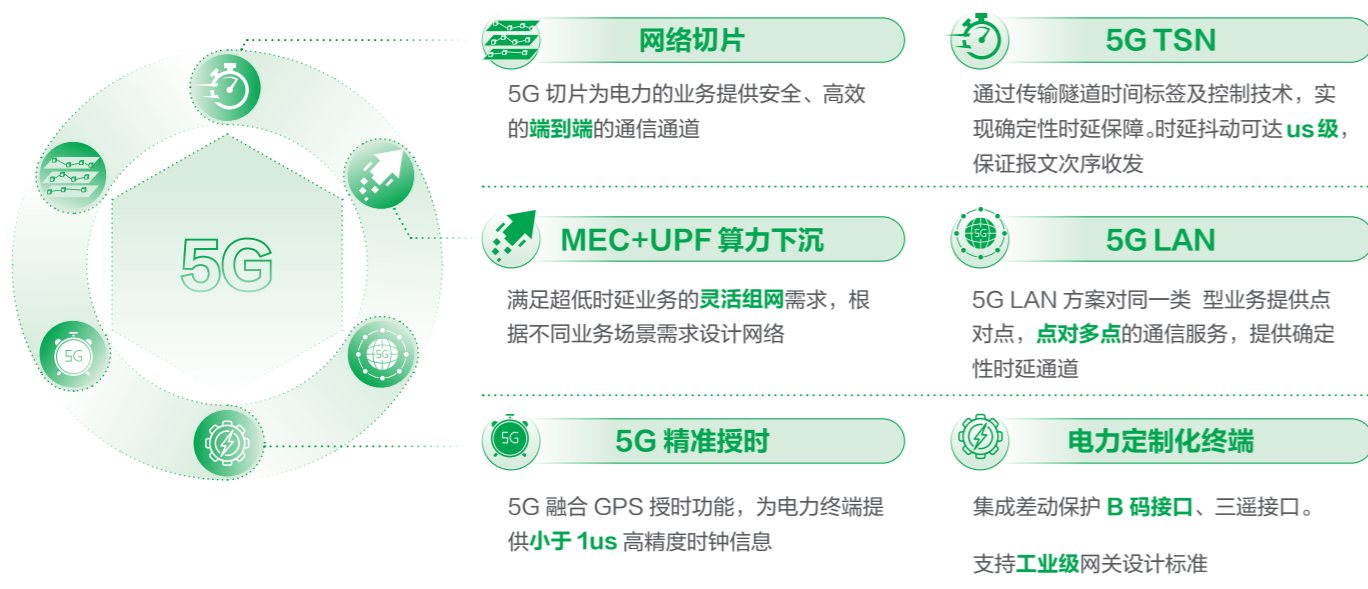 5G
5G
5G
网络切片
5G 切片为电力的业务提供安全、高效
的端到端的通信通道
5G TSN
通过传输隧道时间标签及控制技术，实
现确定性时延保障。时延抖动可达 us 级，
保证报文次序收发
MEC+UPF 算力下沉
满足超低时延业务的灵活组网需求，根
据不同业务场景需求设计网络
5G
5G LAN
5G LAN 方案对同一类 型业务提供点
对点，点对多点的通信服务，提供确定
性时延通道
5G
5G 精准授时
5G 融合 GPS 授时功能，为电力终端提
供小于 1us 高精度时钟信息
电力定制化终端
集成差动保护 B 码接口、三遥接口。
支持工业级网关设计标准